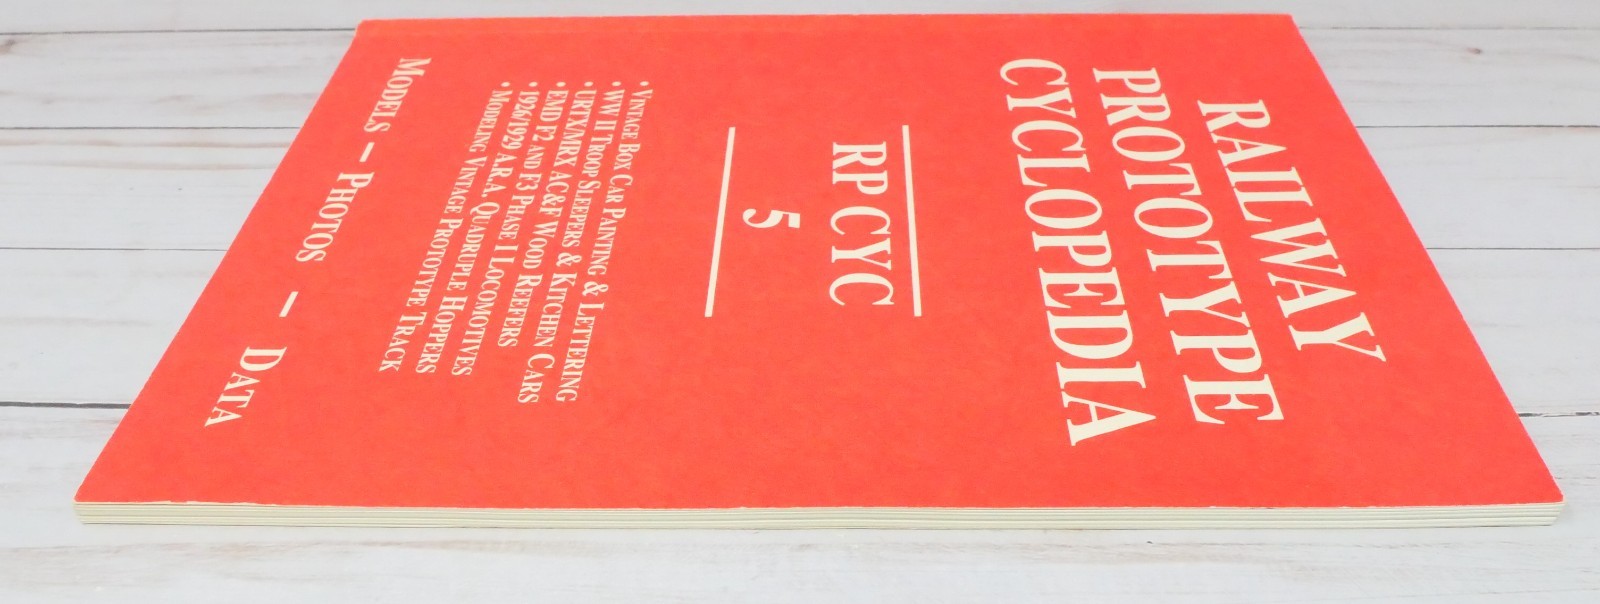 RAILWAY
PROTOTYPE
CYCLOPEDIA
RP CYC
5
• VINTAGE BOX CAR PAINTING & LETTERING
• WW II TROOP SLEEPERS & KITCHEN CARS
• URTX/MRX AC&F WOOD REEFERS
• EMD F2 AND F3 PHASE I LOCOMOTIVES
• 1926/1929 A.R.A. QUADRUPLE HOPPERS
• MODELING VINTAGE PROTOTYPE TRACK
MODELS – PHOTOS – DATA